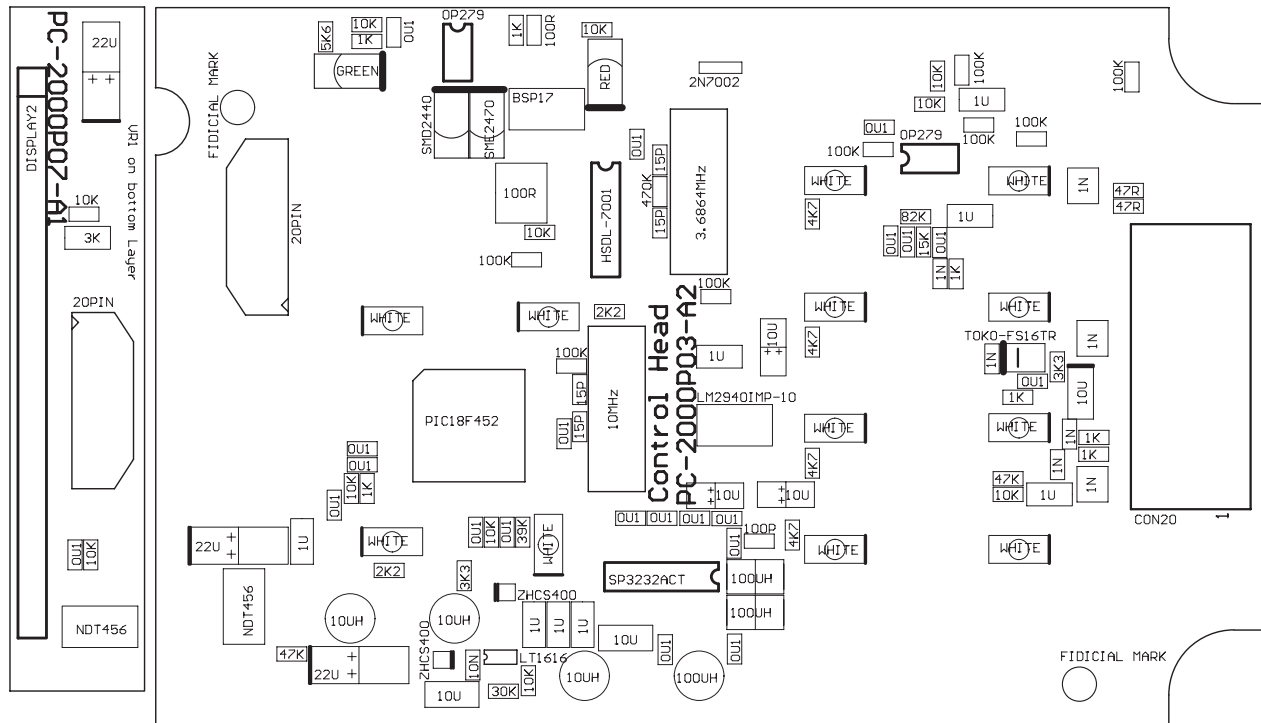 PC-2000P07-A1
22U
DISPLAY2
VR1 on bottom Layer
10K
3K
20PIN
0U1
10K
NDT456
FIDICIAL MARK
5K6
10K
1K
0U1
GREEN
OP279
1K
100R
10K
RED
BSP17
SMD2440
SME2470
2N7002
100K
10K
10K
1U
100K
100K
100K
0U1
OP279
100K
20PIN
100R
10K
100K
HSDL-7001
0U1
470K
15P
15P
3.6864MHz
WHITE
4K7
WHITE
1N
47R
47R
82K
1U
0U1
0U1
15K
0U1
1N
1K
WHITE
WHITE
2K2
100K
Control Head
PC-2000P03-A2
100K
15P
15P
0U1
10MHz
PIC18F452
1U
10U
LM2940IMP-10
WHITE
4K7
WHITE
TOKO-FS16TR
1N
0U1
3K3
1K
1N
10U
WHITE
4K7
WHITE
1N
1K
1K
1N
47K
10K
1U
1N
CON20
1
0U1
0U1
10K
1K
0U1
22U
1U
WHITE
2K2
0U1
10K
0U1
39K
WHITE
10U
10U
0U1
0U1
0U1
0U1
0U1
100P
4K7
WHITE
WHITE
NDT456
10UH
3K3
10UH
ZHCS400
SP3232ACT
100UH
100UH
1U
1U
1U
10U
0U1
0U1
47K
22U
ZHCS400
10N
LT1616
30K
10K
10U
10UH
100UH
FIDICIAL MARK